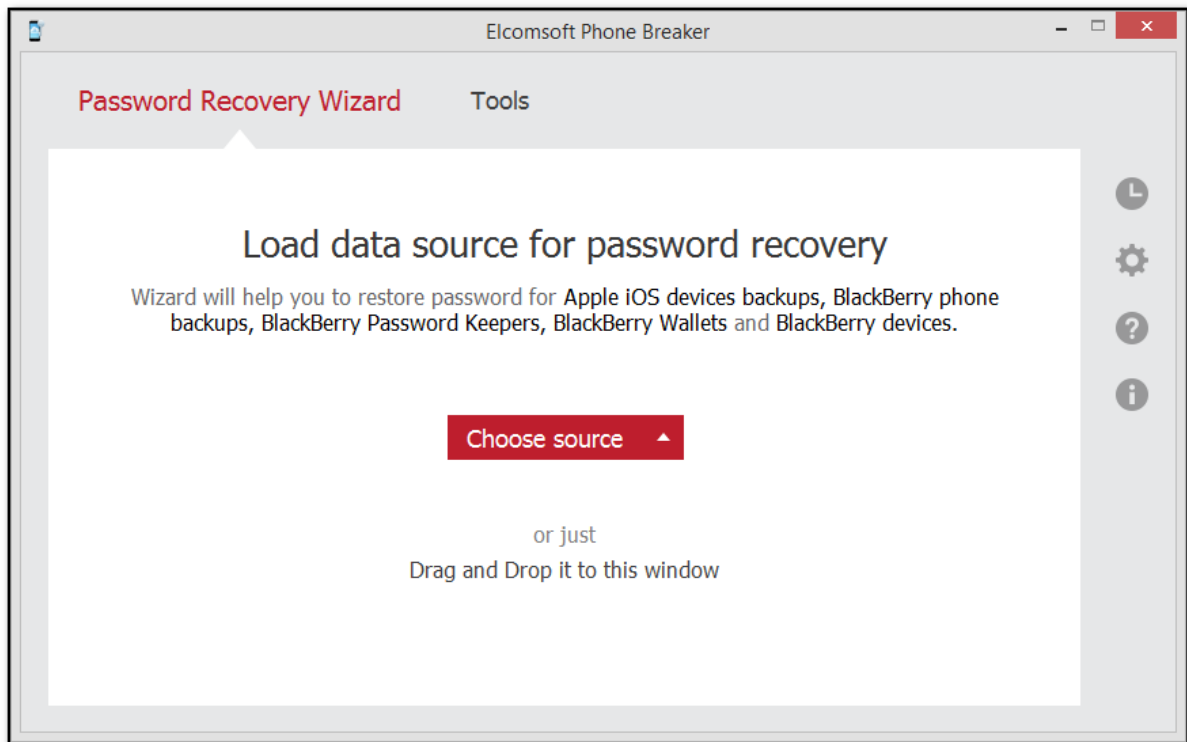 Elcomsoft Phone Breaker
Password Recovery Wizard
Tools
Load data source for password recovery
Wizard will help you to restore password for Apple iOS devices backups, BlackBerry phone
backups, BlackBerry Password Keepers, BlackBerry Wallets and BlackBerry devices.
Choose source
or just
Drag and Drop it to this window